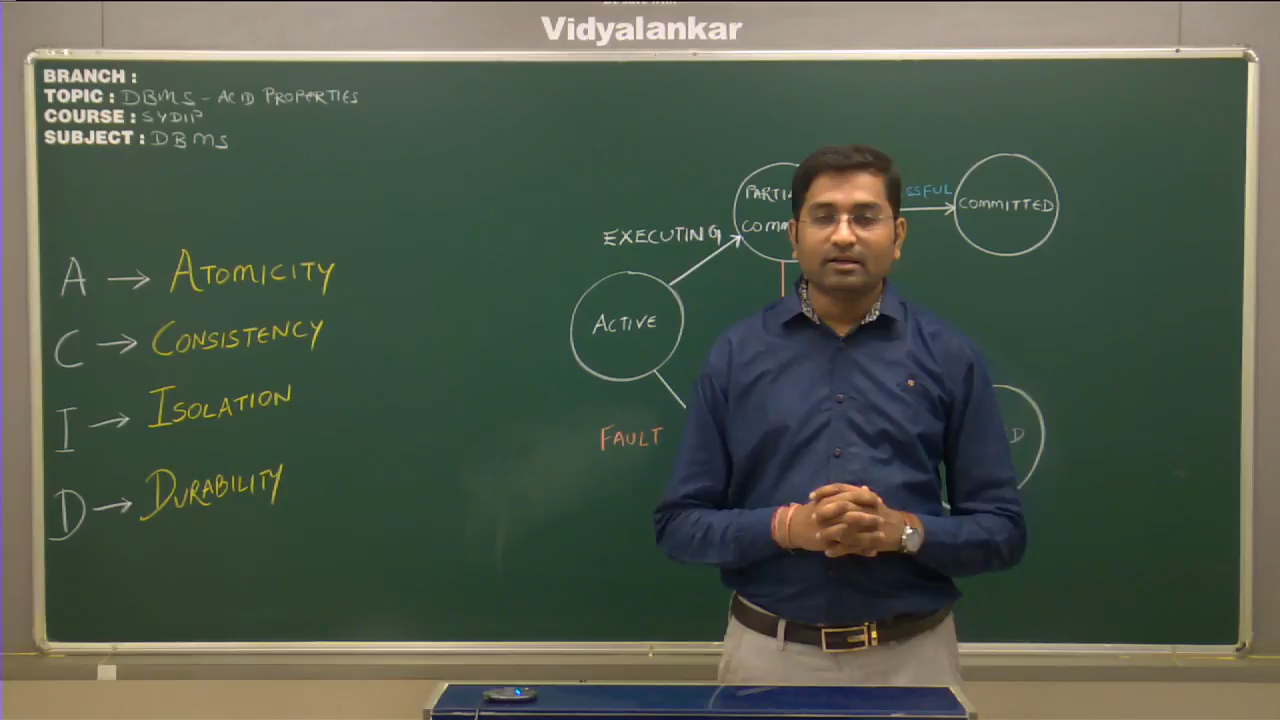 Vidyalankar
BRANCH :
TOPIC : DBMS - ACID PROPERTIES
COURSE : SYDIP
SUBJECT : DBMS
A → ATOMICITY
C → CONSISTENCY
I → ISOLATION
D → DURABILITY
EXECUTING
COMMITTED
ACTIVE
FAULT